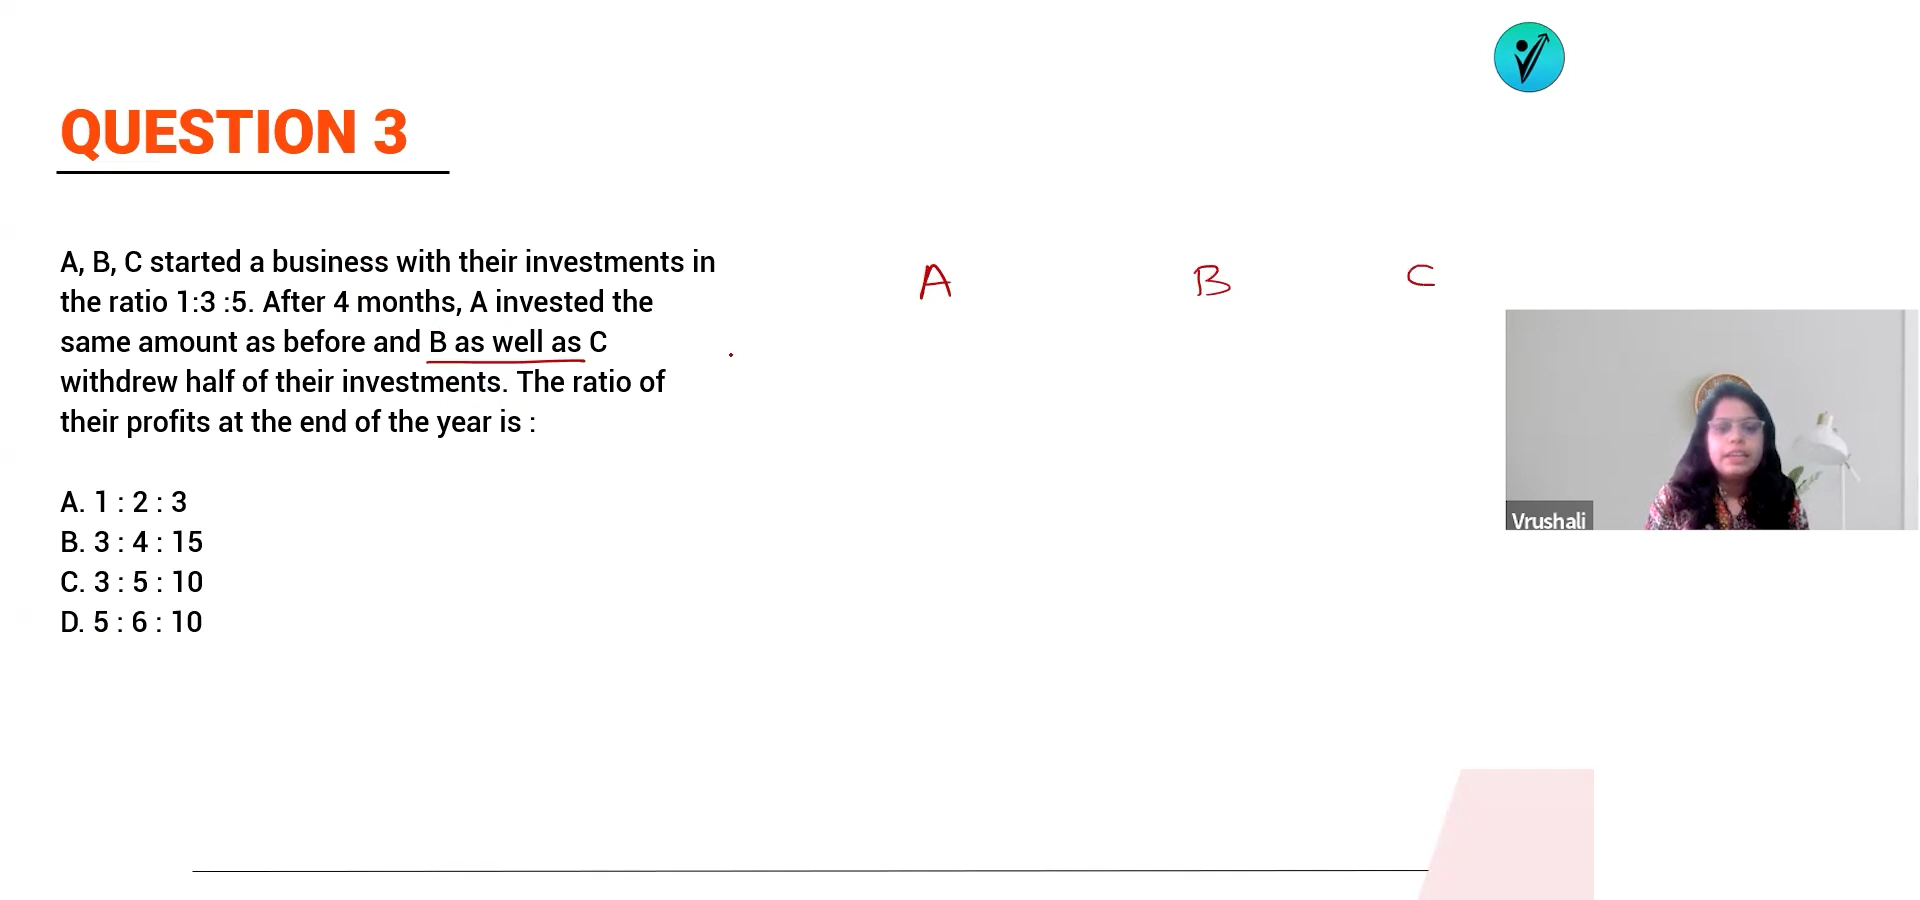 QUESTION 3
A, B, C started a business with their investments in
the ratio 1:3 :5. After 4 months, A invested the
same amount as before and B as well as C
withdrew half of their investments. The ratio of
their profits at the end of the year is :
A. 1 : 2 : 3
B. 3 : 4 : 15
C. 3 : 5 : 10
D. 5 : 6 : 10
A B C
Vrushali